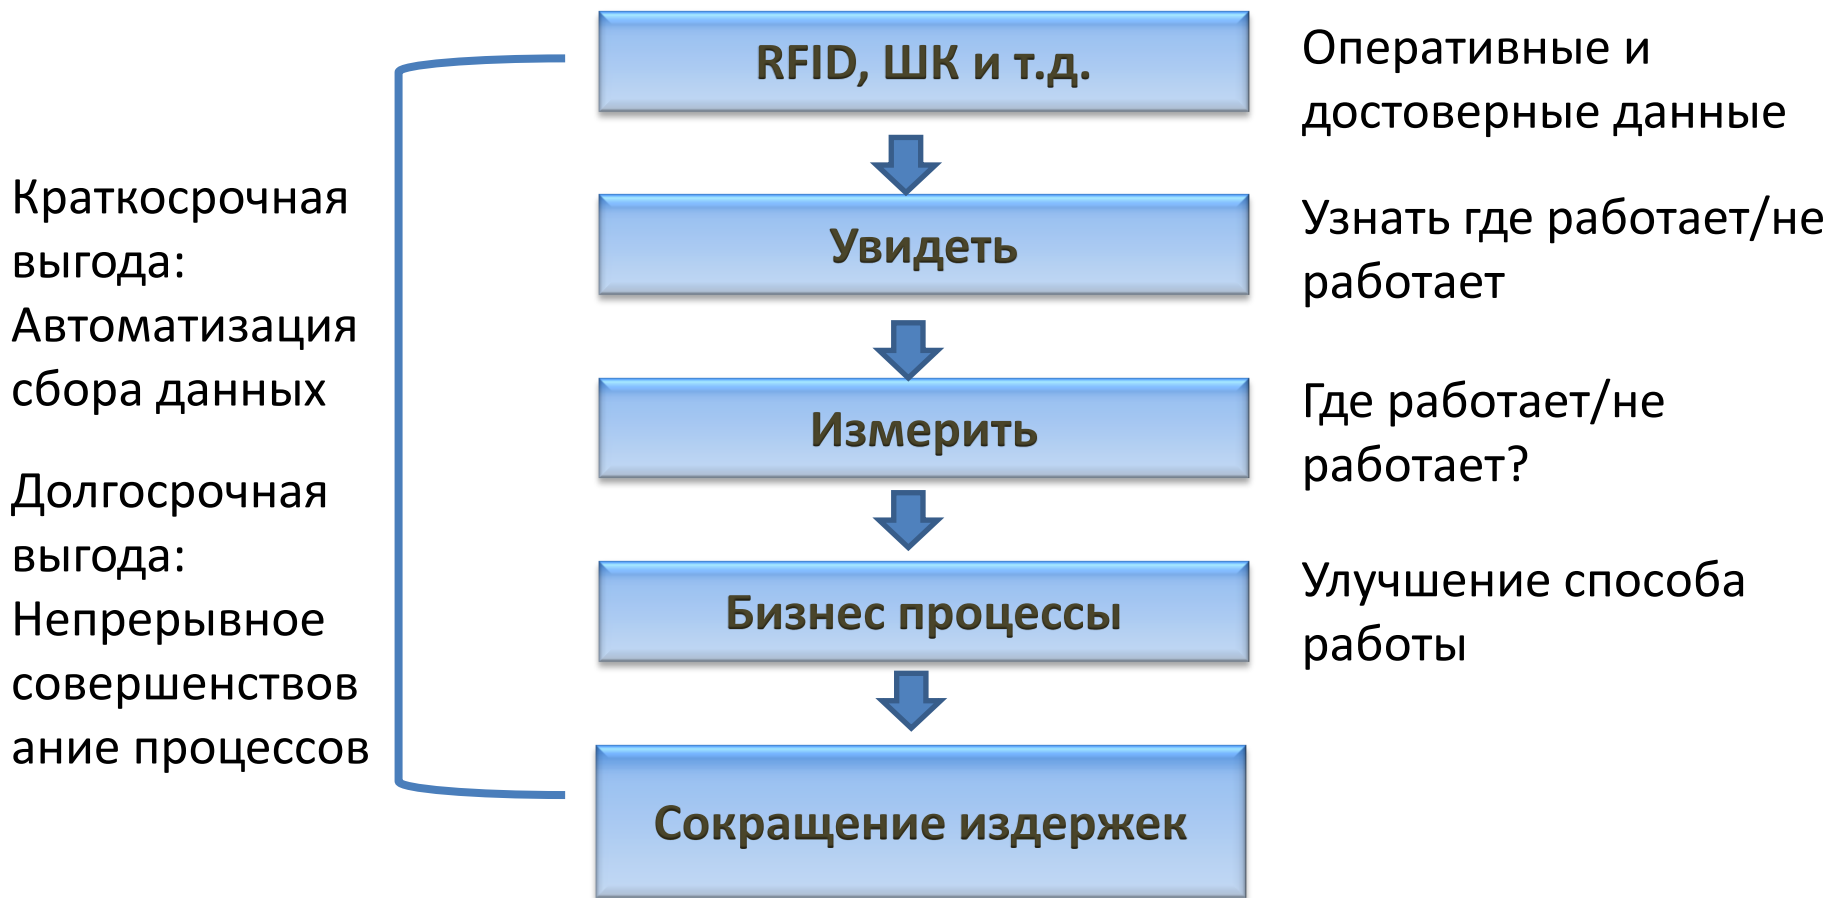 RFID, ШК и т.д.
Оперативные и
достоверные данные
Краткосрочная
выгода:
Автоматизация
сбора данных
Увидеть
Узнать где работает/не
работает
Измерить
Где работает/не
работает?
Долгосрочная
выгода:
Непрерывное
совершенствов
ание процессов
Бизнес процессы
Улучшение способа
работы
Сокращение издержек